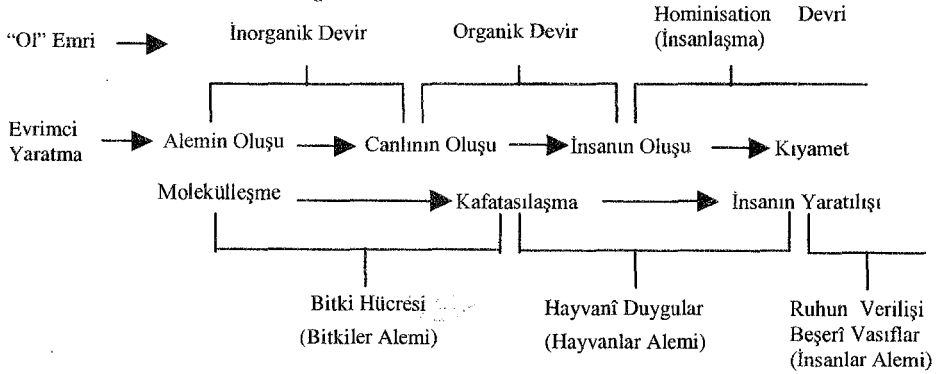 Hominisation Devri
"Ol" Emri İnorganik Devir Organik Devir (İnsanlaşma)
Evrimci
Yaratma Alemin Oluşu Canlının Oluşu İnsanın Oluşu Kıyamet
Molekülleşme Kafatasılaşma İnsanın Yaratılışı
Bitki Hücresi Hayvanî Duygular Ruhun Verilişi
(Bitkiler Alemi) (Hayvanlar Alemi) Beşerî Vasıflar
(İnsanlar Alemi)